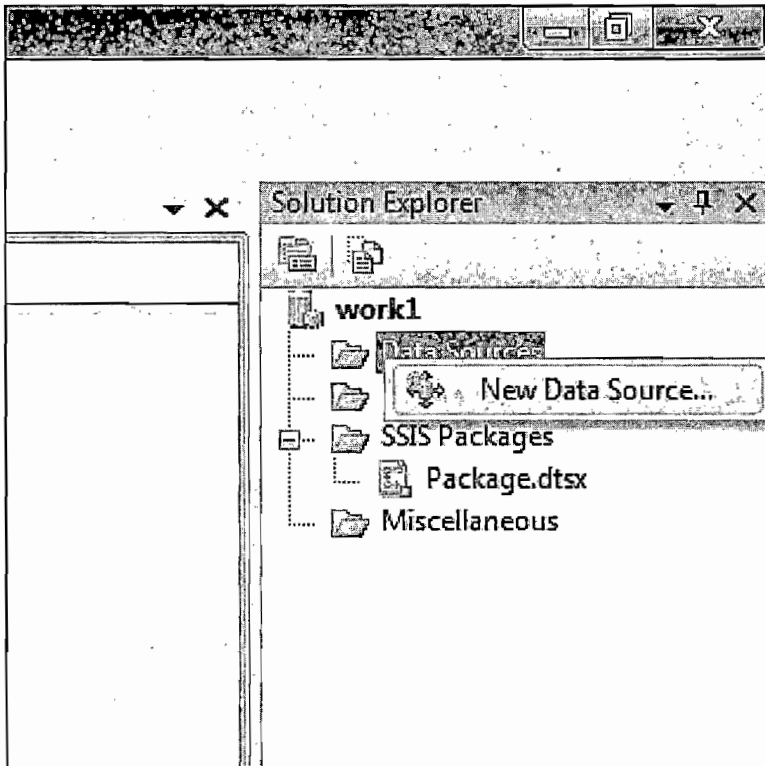 Solution Explorer
work1
Data Sources
New Data Source...
SSIS Packages
Package.dtsx
Miscellaneous